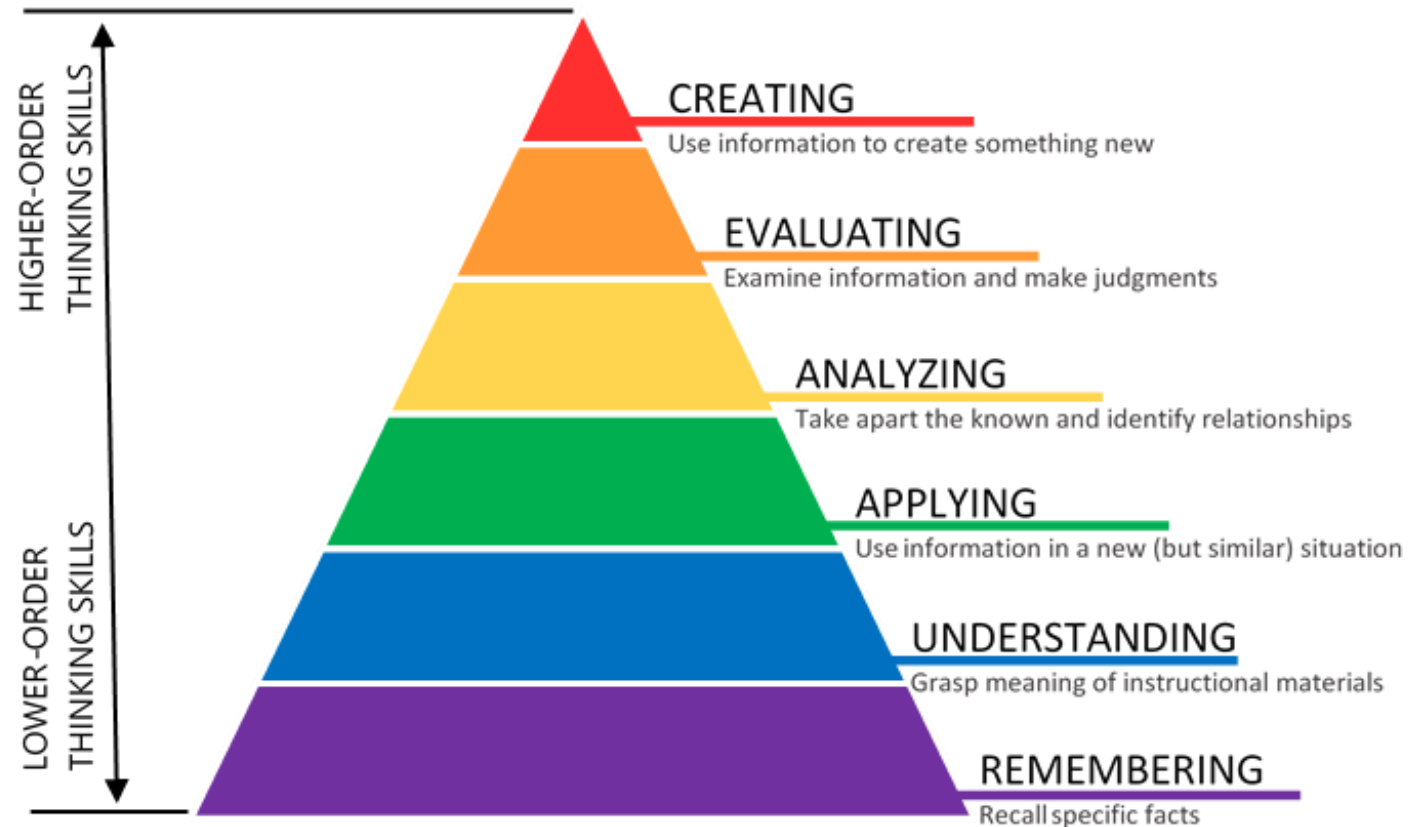 HIGHER-ORDER
THINKING SKILLS
LOWER-ORDER
THINKING SKILLS
CREATING
Use information to create something new
EVALUATING
Examine information and make judgments
ANALYZING
Take apart the known and identify relationships
APPLYING
Use information in a new (but similar) situation
UNDERSTANDING
Grasp meaning of instructional materials
REMEMBERING
Recall specific facts